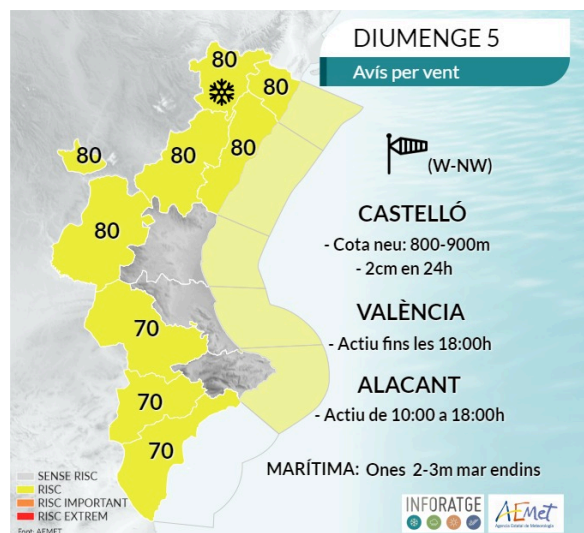 DIUMENGE 5
Avís per vent
80
80
80
80
80
80
70
70
70
(W-NW)
CASTELLÓ
- Cota neu: 800-900m
- 2cm en 24h
VALÈNCIA
- Actiu fins les 18:00h
ALACANT
- Actiu de 10:00 a 18:00h
MARÍTIMA: Ones 2-3m mar endins
SENSE RISC
RISC
RISC IMPORTANT
RISC EXTREM
Font: AEMET
INFORATGE
AEMet
Agencia Estatal de Meteorología